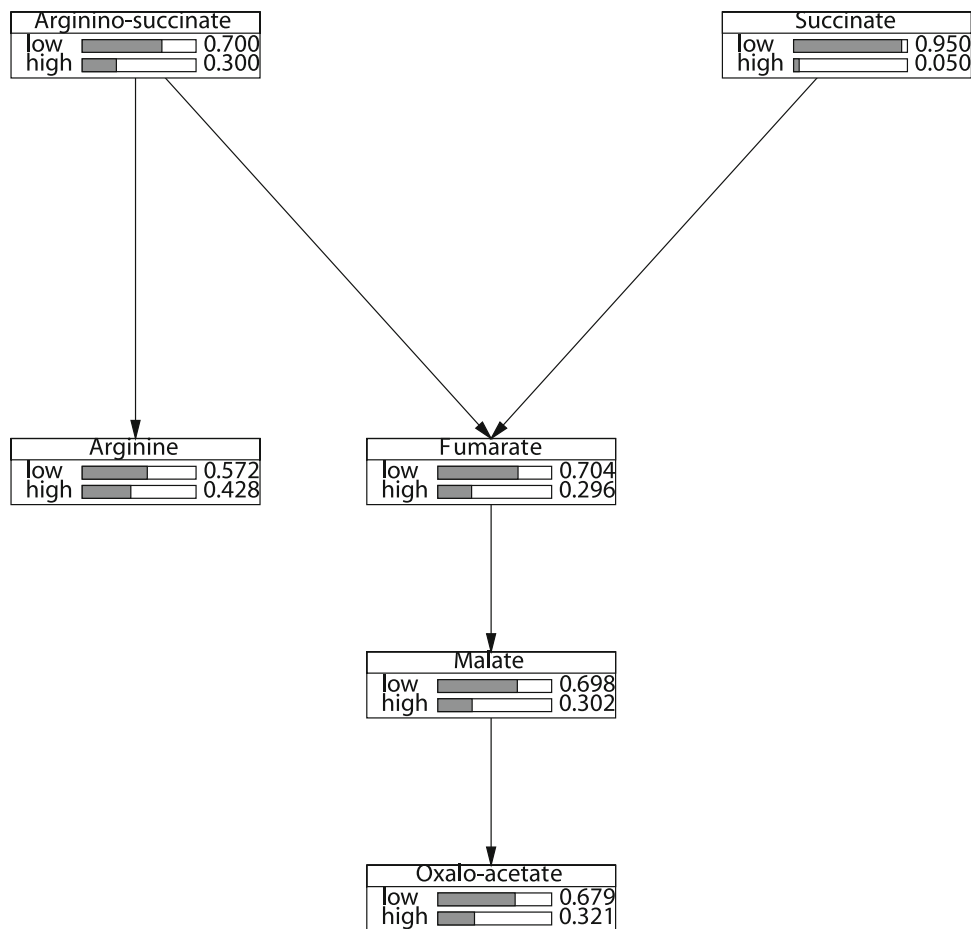 Arginino-succinate
low 0.700
high 0.300
Succinate
low 0.950
high 0.050
Arginine
low 0.572
high 0.428
Fumarate
low 0.704
high 0.296
Malate
low 0.698
high 0.302
Oxalo-acetate
low 0.679
high 0.321